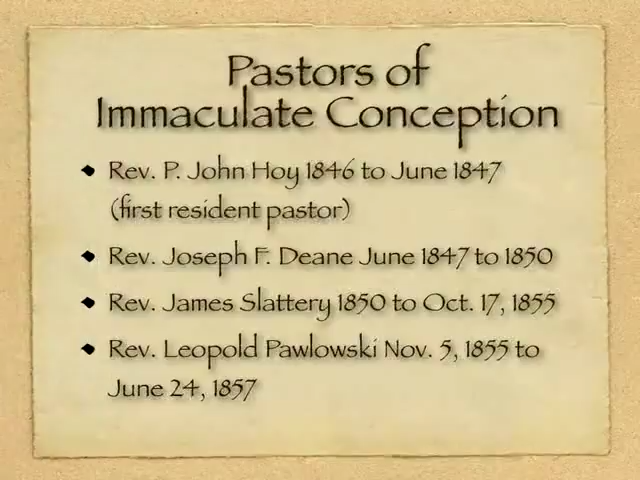 Pastors of
Immaculate Conception
Rev. P. John Hoy 1846 to June 1847
(first resident pastor)
Rev. Joseph F. Deane June 1847 to 1850
Rev. James Slattery 1850 to Oct. 17, 1855
Rev. Leopold Pawlowski Nov. 5, 1855 to
June 24, 1857